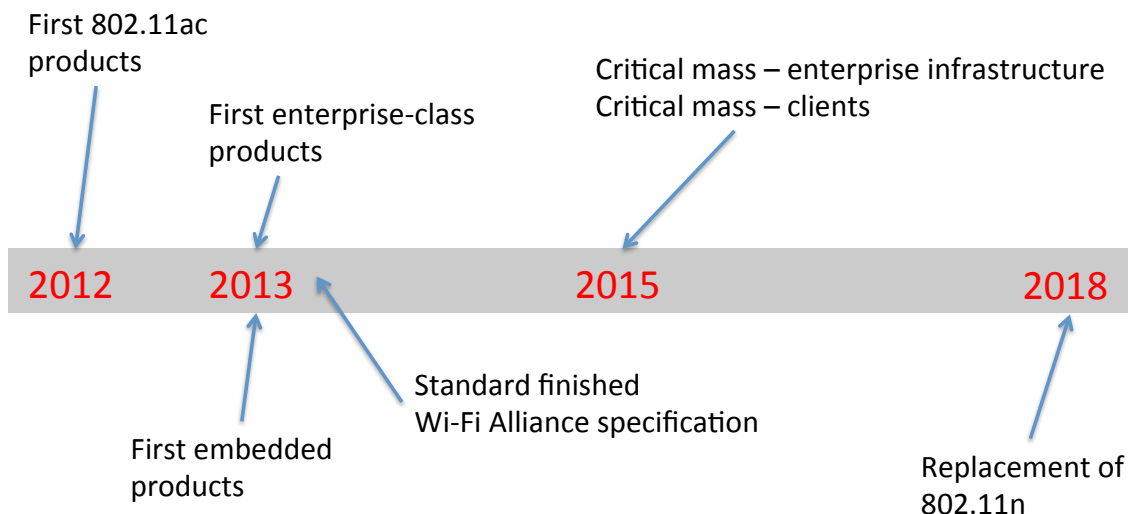 First 802.11ac
products
First enterprise-class
products
Critical mass – enterprise infrastructure
Critical mass – clients
2012
2013
2015
2018
Standard finished
Wi-Fi Alliance specification
First embedded
products
Replacement of
802.11n